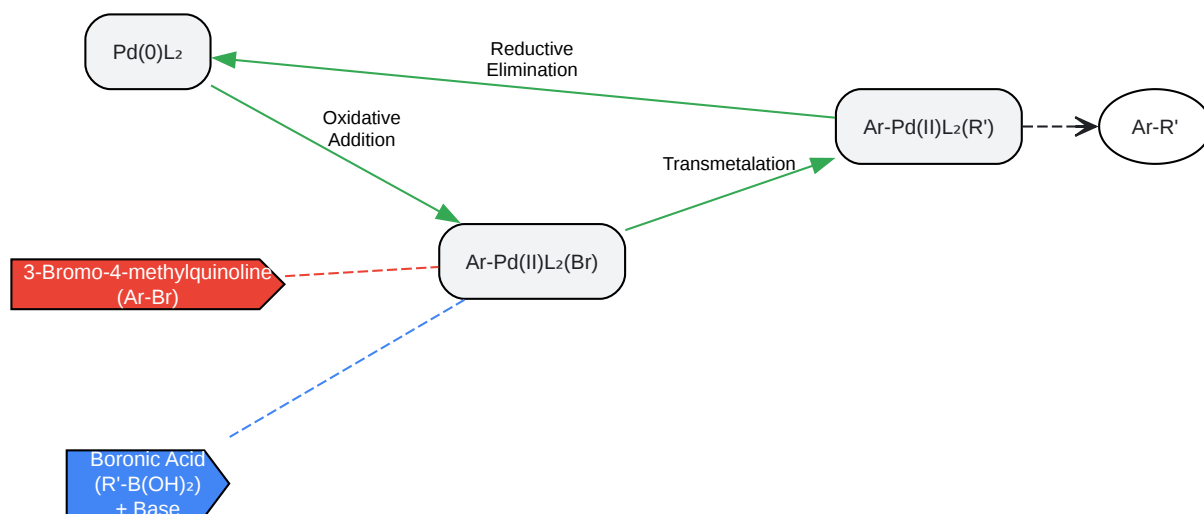 Pd(0)L₂
Reductive
Elimination
Oxidative
Addition
Ar-Pd(II)L₂(R')
Ar-R'
Transmetalation
Ar-Pd(II)L₂(Br)
3-Bromo-4-methylquinoline
(Ar-Br)
Boronic Acid
(R'-B(OH)₂)
+ Base